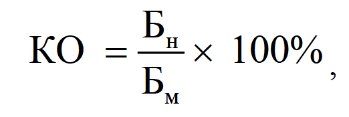 КО = Бн/Бм × 100%,